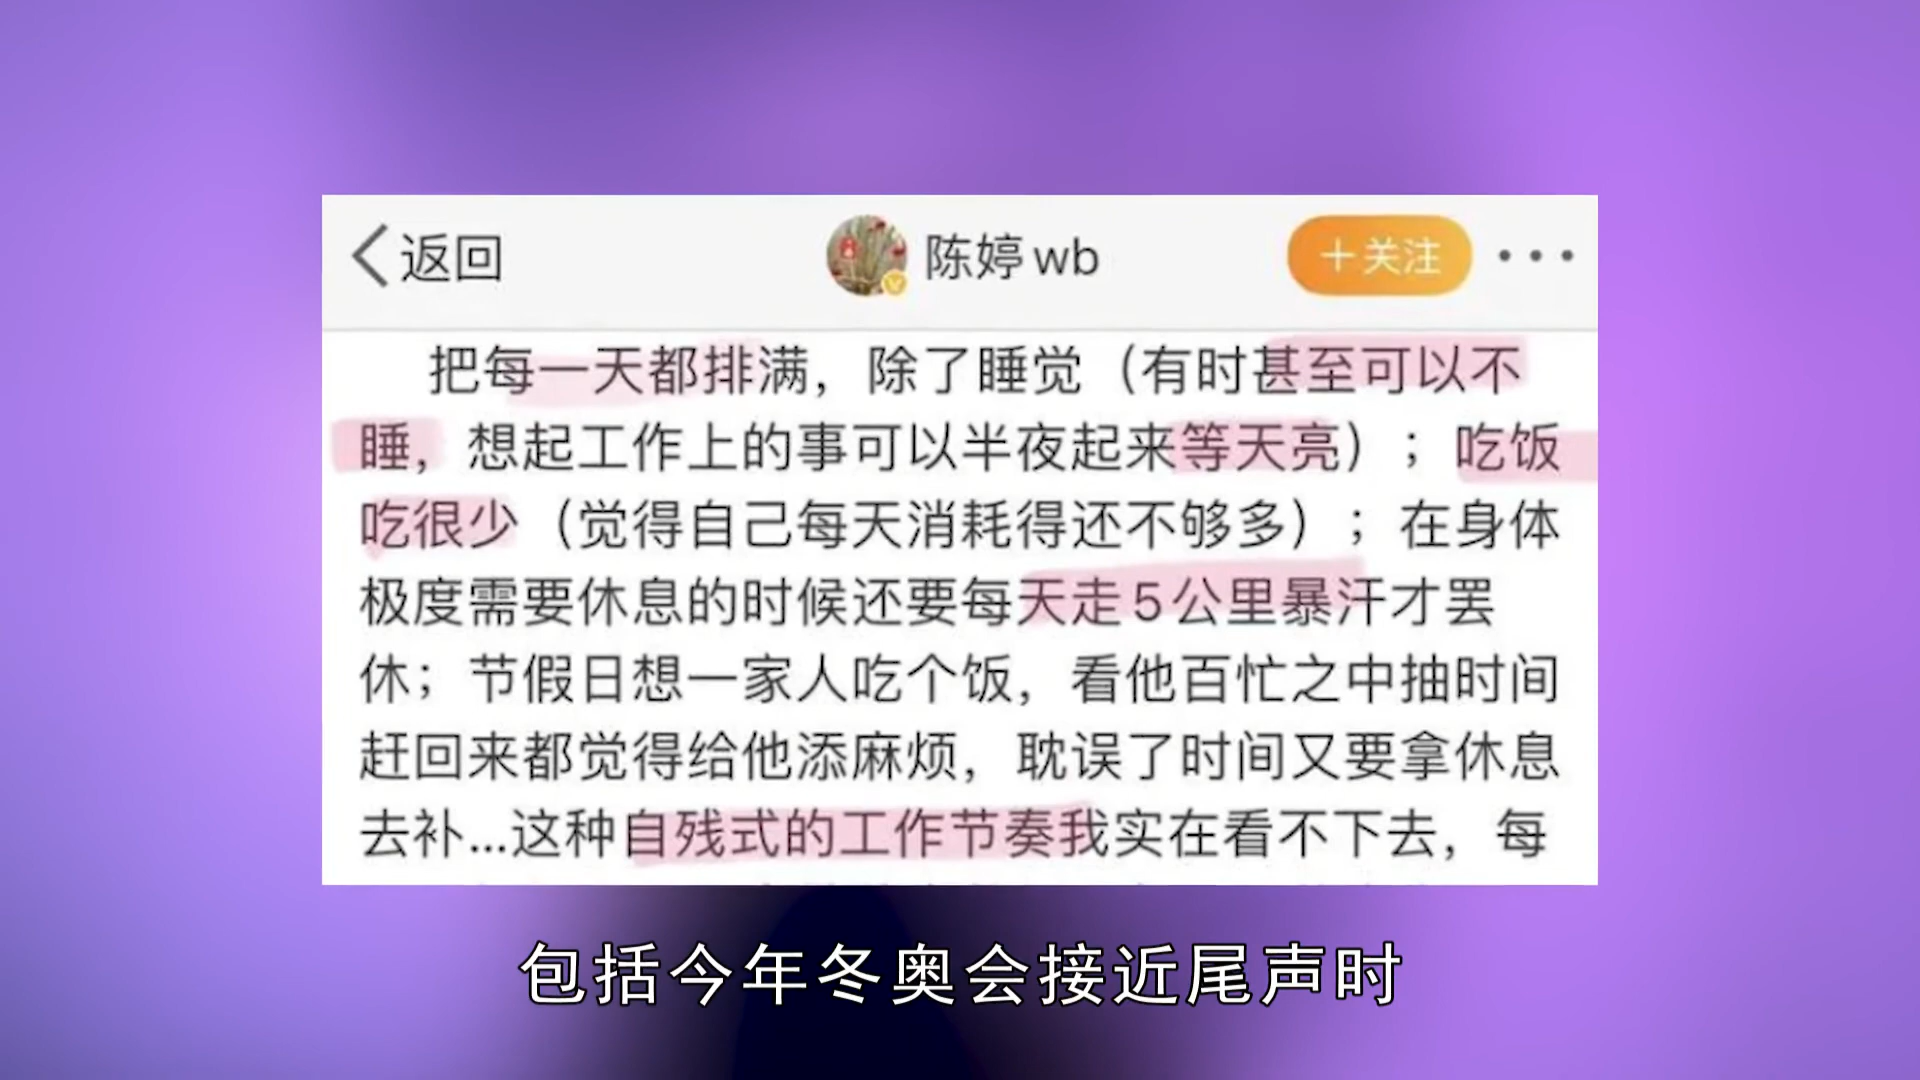 返回
陈婷wb
+关注
把每一天都排满，除了睡觉（有时甚至可以不
睡，想起工作上的事可以半夜起来等天亮）；吃饭
吃很少（觉得自己每天消耗得还不够多）；在身体
极度需要休息的时候还要每天走5公里暴汗才罢
休；节假日想一家人吃个饭，看他百忙之中抽时间
赶回来都觉得给他添麻烦，耽误了时间又要拿休息
去补...这种自残式的工作节奏我实在看不下去，每
包括今年冬奥会接近尾声时